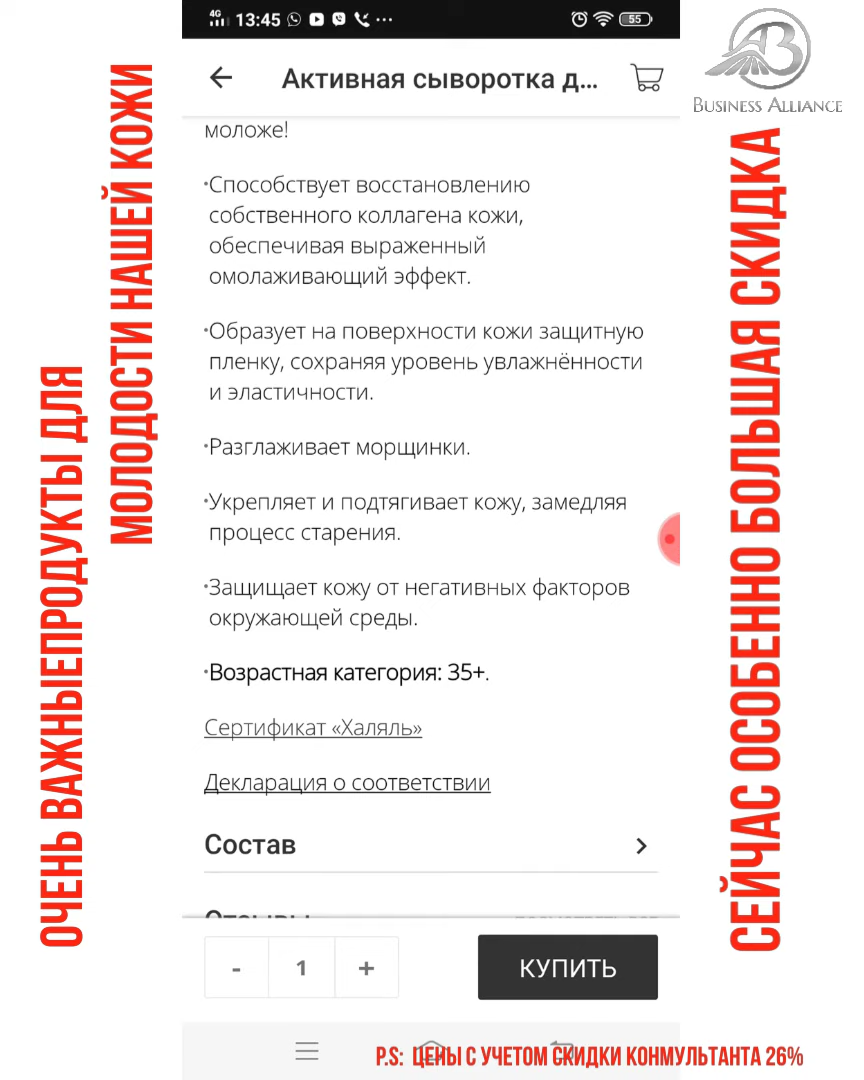 4G 13:45 55
Активная сыворотка д...
BUSINESS ALLIANCE
моложе!
•Способствует восстановлению
собственного коллагена кожи,
обеспечивая выраженный
омолаживающий эффект.
•Образует на поверхности кожи защитную
пленку, сохраняя уровень увлажнённости
и эластичности.
•Разглаживает морщинки.
•Укрепляет и подтягивает кожу, замедляя
процесс старения.
•Защищает кожу от негативных факторов
окружающей среды.
•Возрастная категория: 35+.
Сертификат «Халяль»
Декларация о соответствии
Состав
- 1 +
КУПИТЬ
ОЧЕНЬ ВАЖНЫЕПРОДУКТЫ ДЛЯ
МОЛОДОСТИ НАШЕЙ КОЖИ
СЕЙЧАС ОСОБЕННО БОЛЬШАЯ СКИДКА
P.S: ЦЕНЫ С УЧЕТОМ СКИДКИ КОНМУЛЬТАНТА 26%